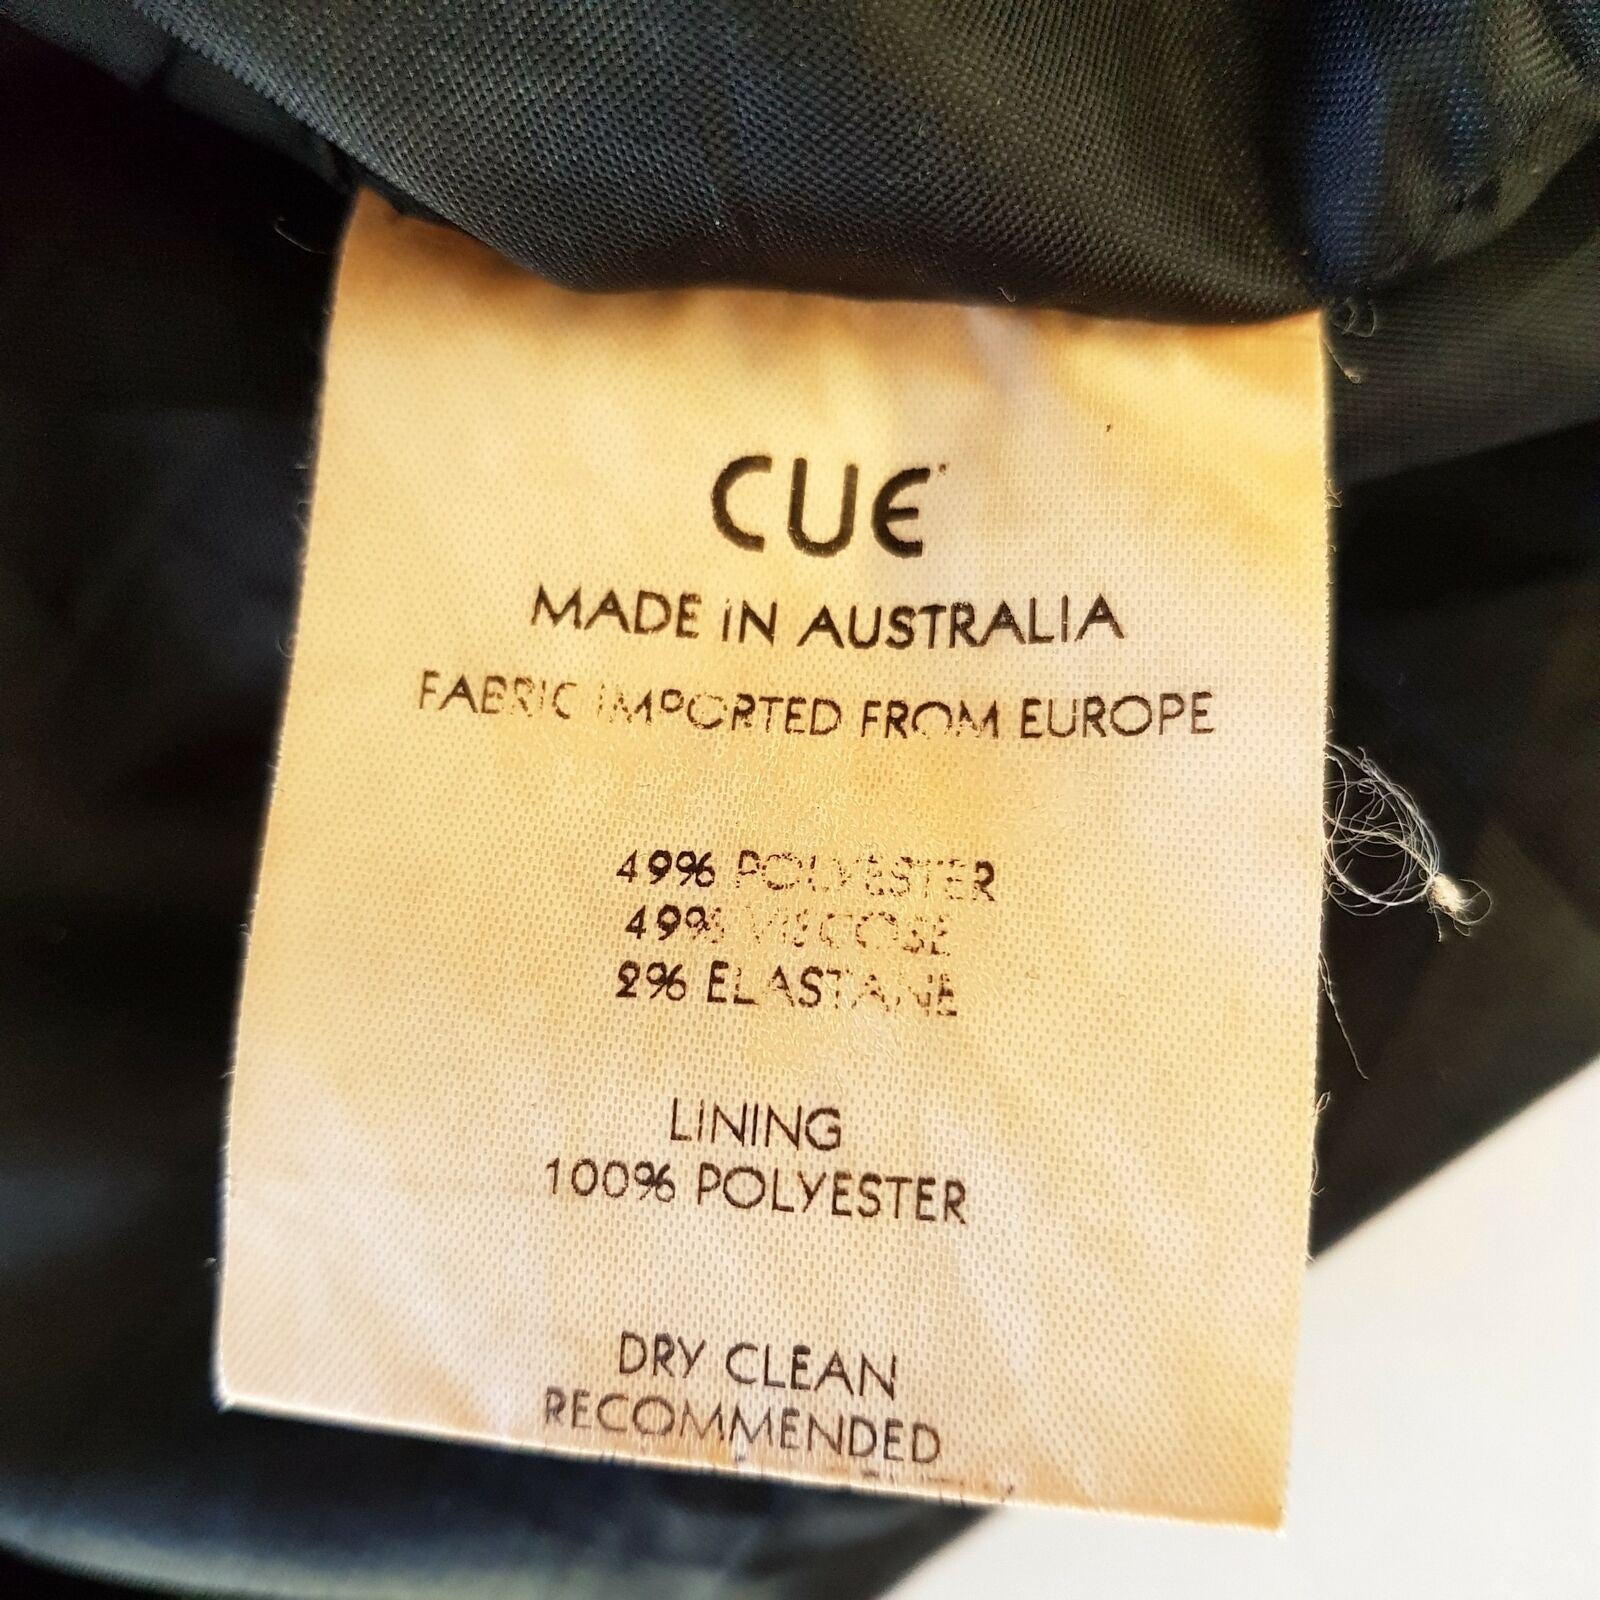 CUE
MADE IN AUSTRALIA
FABRIC IMPORTED FROM EUROPE
49% POLYESTER
49% VISCOSE
2% ELASTANE
LINING
100% POLYESTER
DRY CLEAN
RECOMMENDED